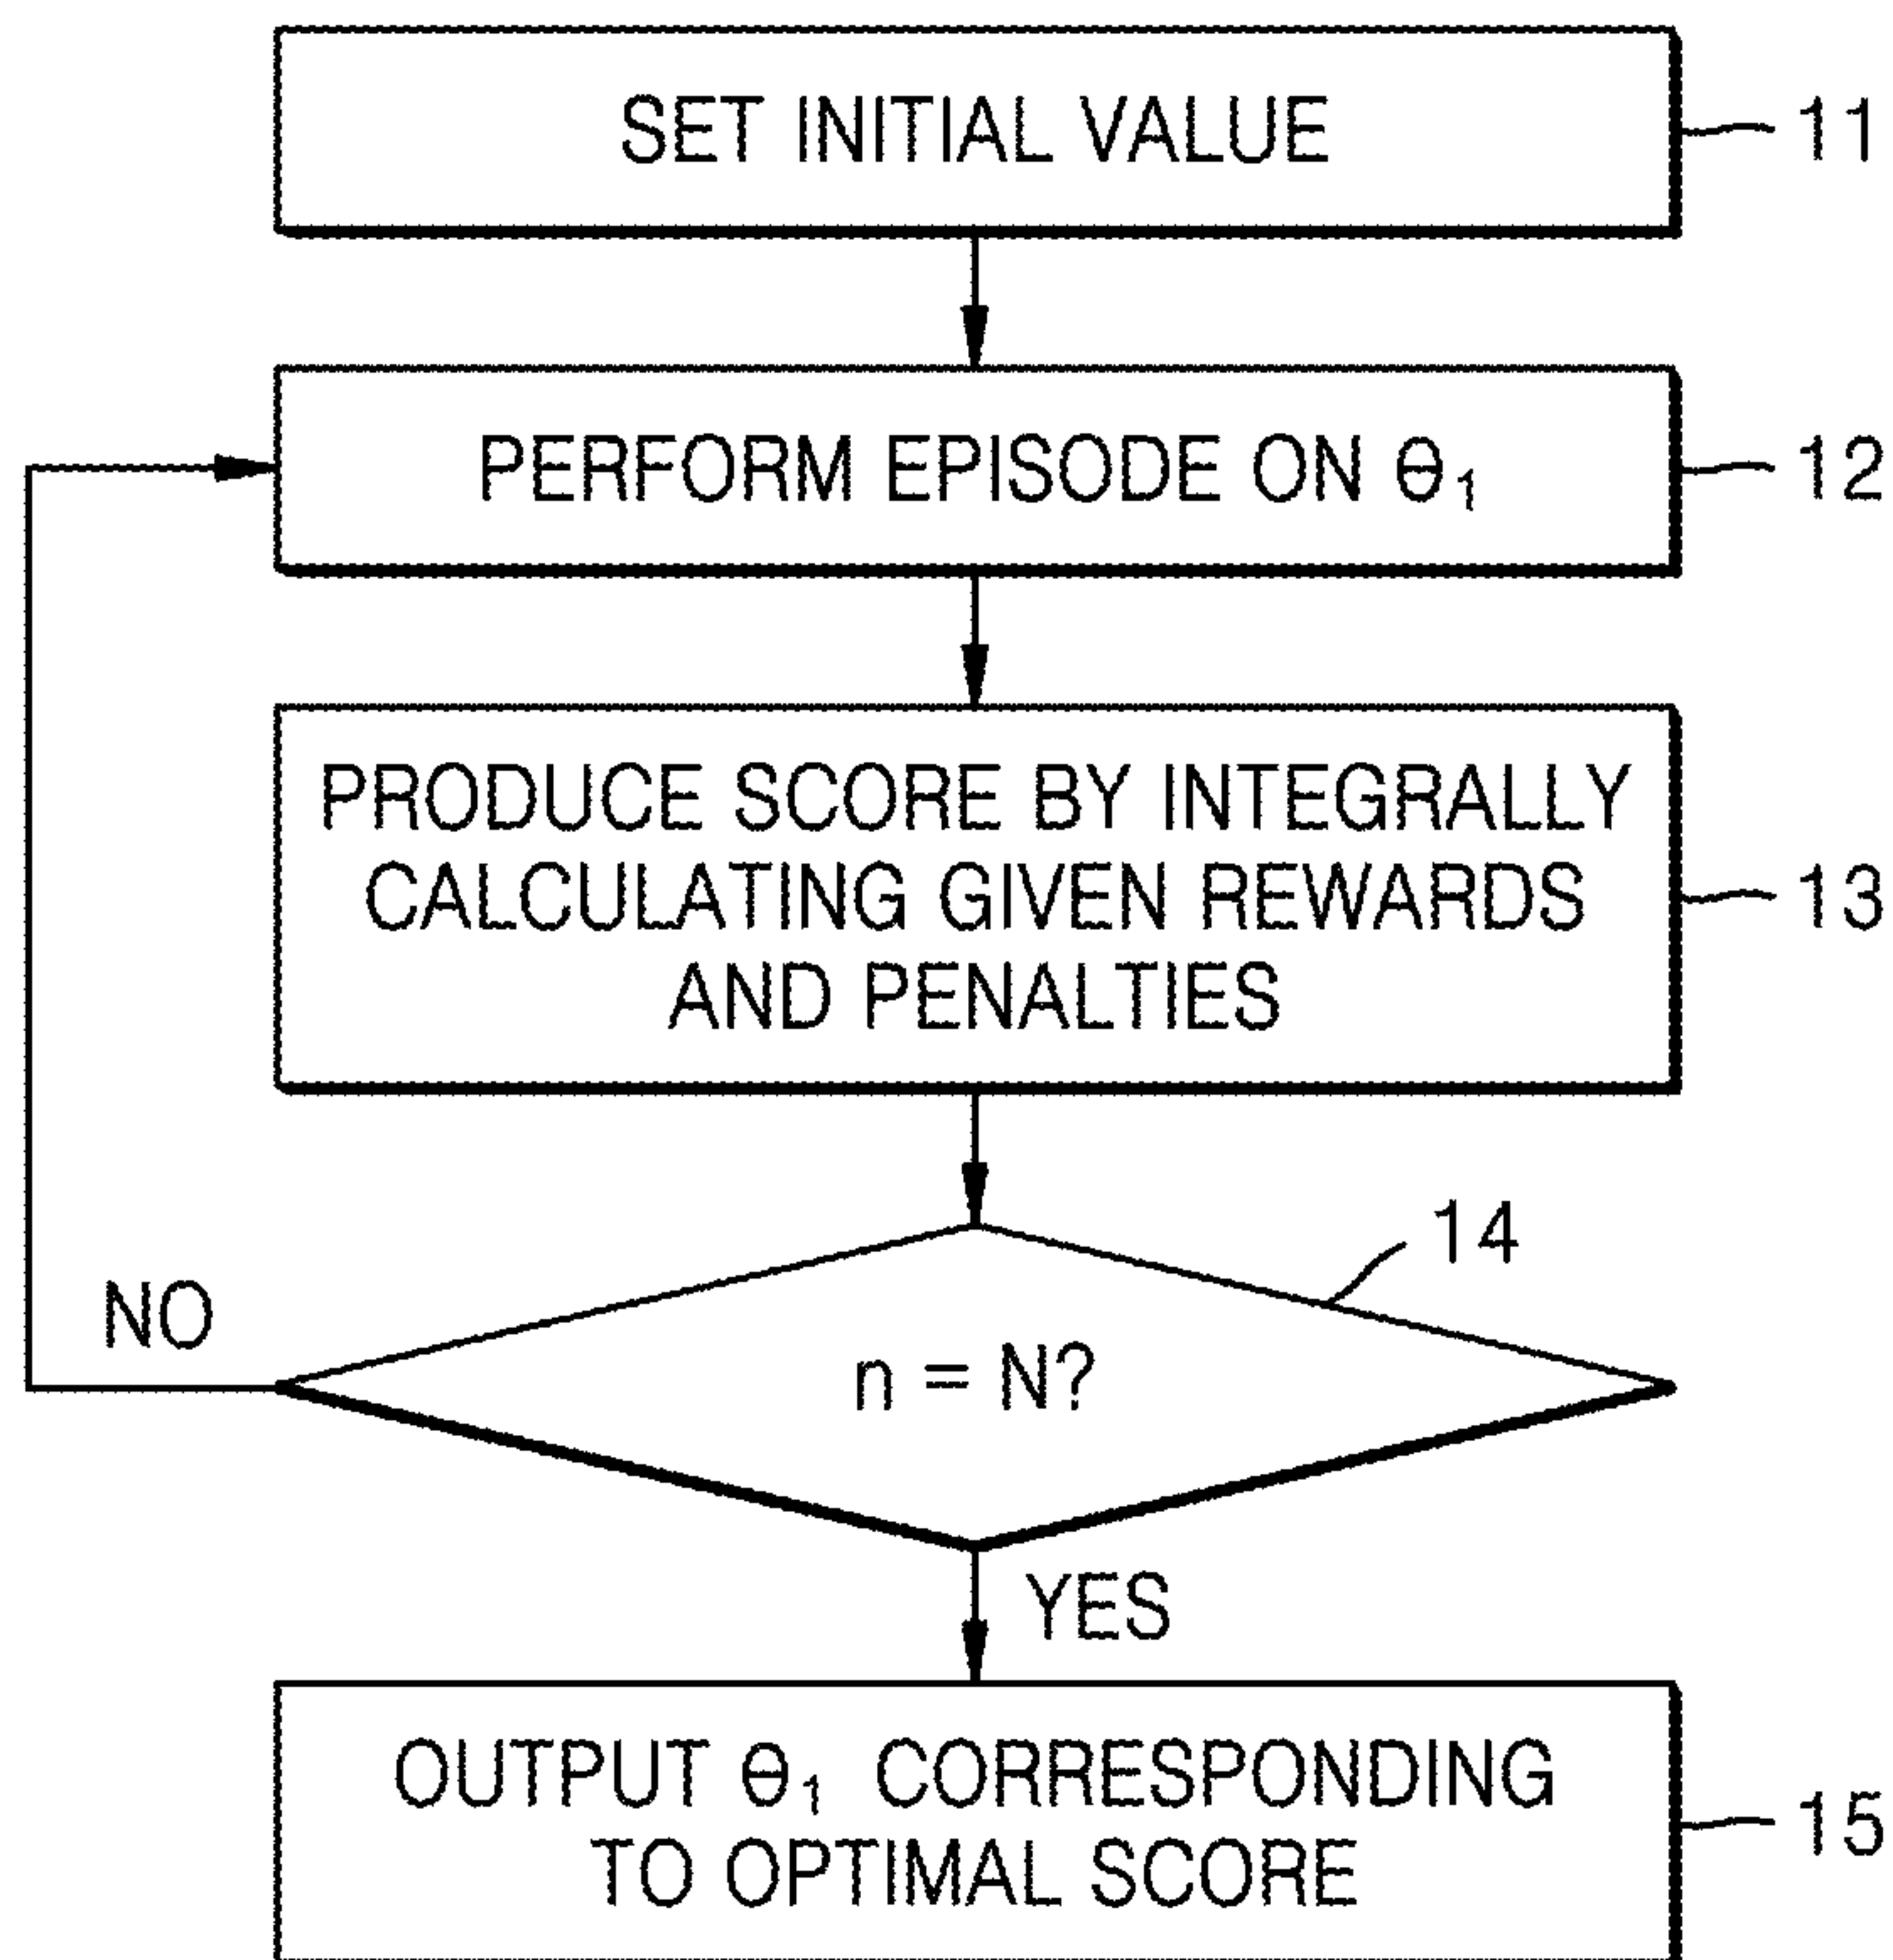 SET INITIAL VALUE
11
PERFORM EPISODE ON θ₁
12
PRODUCE SCORE BY INTEGRALLY
CALCULATING GIVEN REWARDS
AND PENALTIES
13
14
NO
n = N?
YES
OUTPUT θ₁ CORRESPONDING
TO OPTIMAL SCORE
15